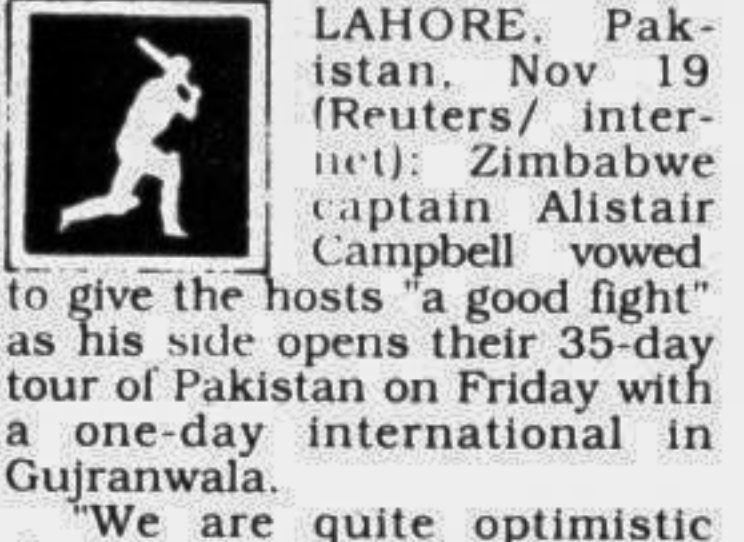 LAHORE, Pak-
istan, Nov 19
(Reuters/ inter-
net): Zimbabwe
captain Alistair
Campbell vowed
to give the hosts "a good fight"
as his side opens their 35-day
tour of Pakistan on Friday with
a one-day international in
Gujranwala.
"We are quite optimistic